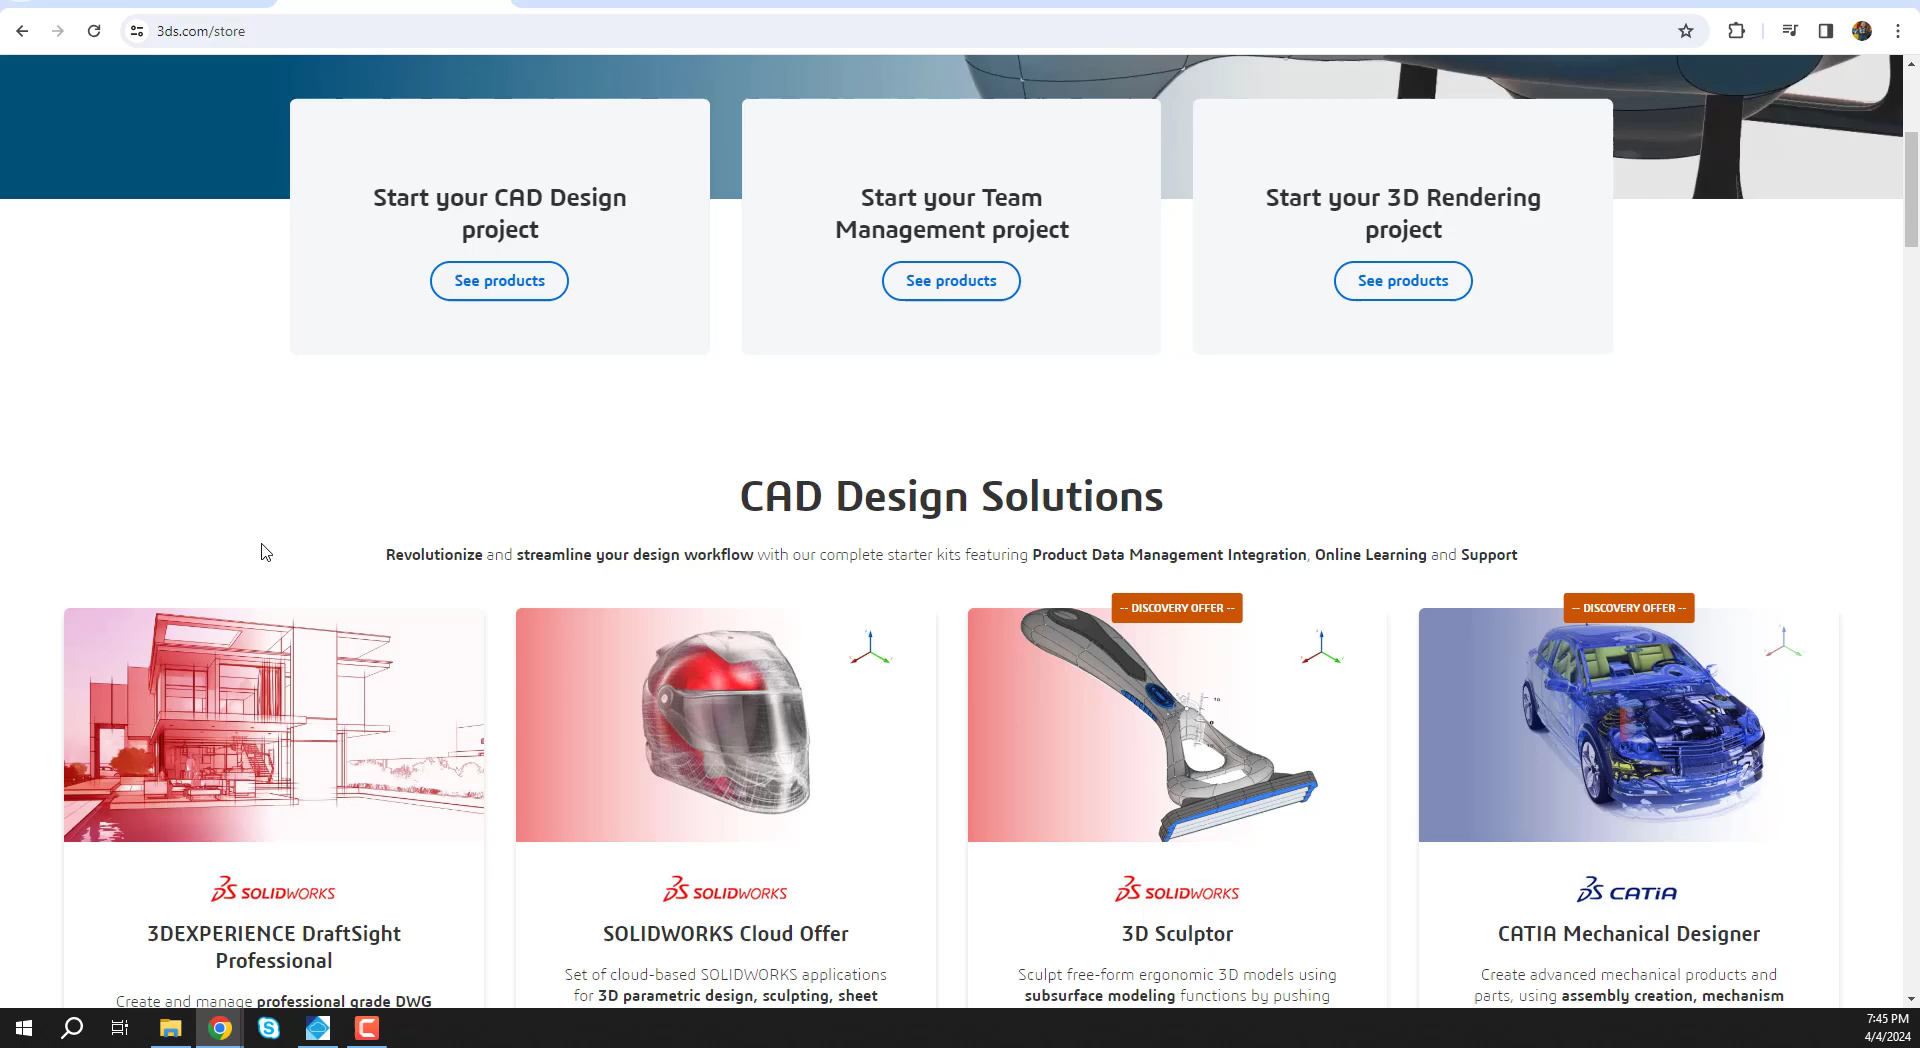 3ds.com/store
Start your CAD Design
project
See products
Start your Team
Management project
See products
Start your 3D Rendering
project
See products
CAD Design Solutions
Revolutionize and streamline your design workflow with our complete starter kits featuring Product Data Management Integration, Online Learning and Support
SOLIDWORKS
3DEXPERIENCE DraftSight
Professional
Create and manage professional grade DWG
SOLIDWORKS
SOLIDWORKS Cloud Offer
Set of cloud-based SOLIDWORKS applications
for 3D parametric design, sculpting, sheet
-- DISCOVERY OFFER --
SOLIDWORKS
3D Sculptor
Sculpt free-form ergonomic 3D models using
subsurface modeling functions by pushing
-- DISCOVERY OFFER --
CATIA
CATIA Mechanical Designer
Create advanced mechanical products and
parts, using assembly creation, mechanism
7:45 PM
4/4/2024